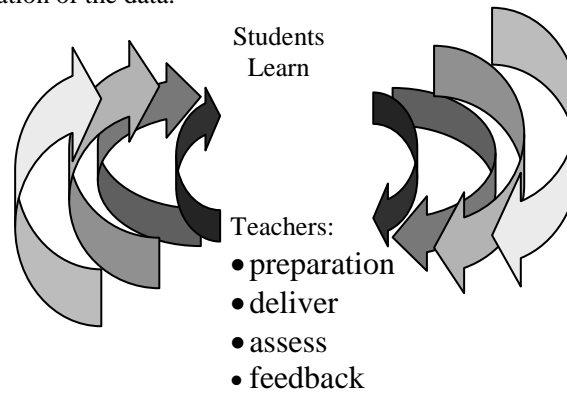 ation of the data.
Students
Learn
Teachers:
• preparation
• deliver
• assess
• feedback